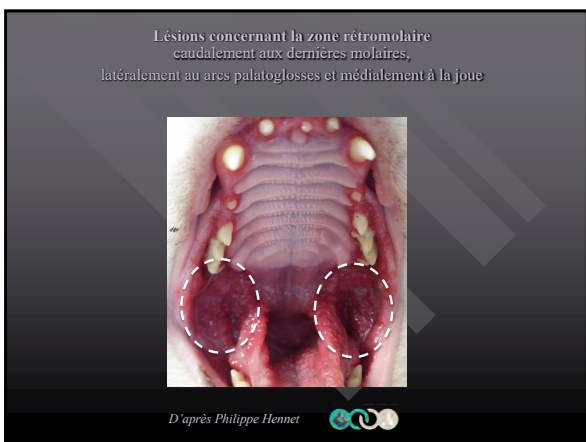 Lésions concernant la zone rétromolaire
caudalement aux dernières molaires,
latéralement au arcs palatoglosses et médialement à la joue
D'après Philippe Hennet